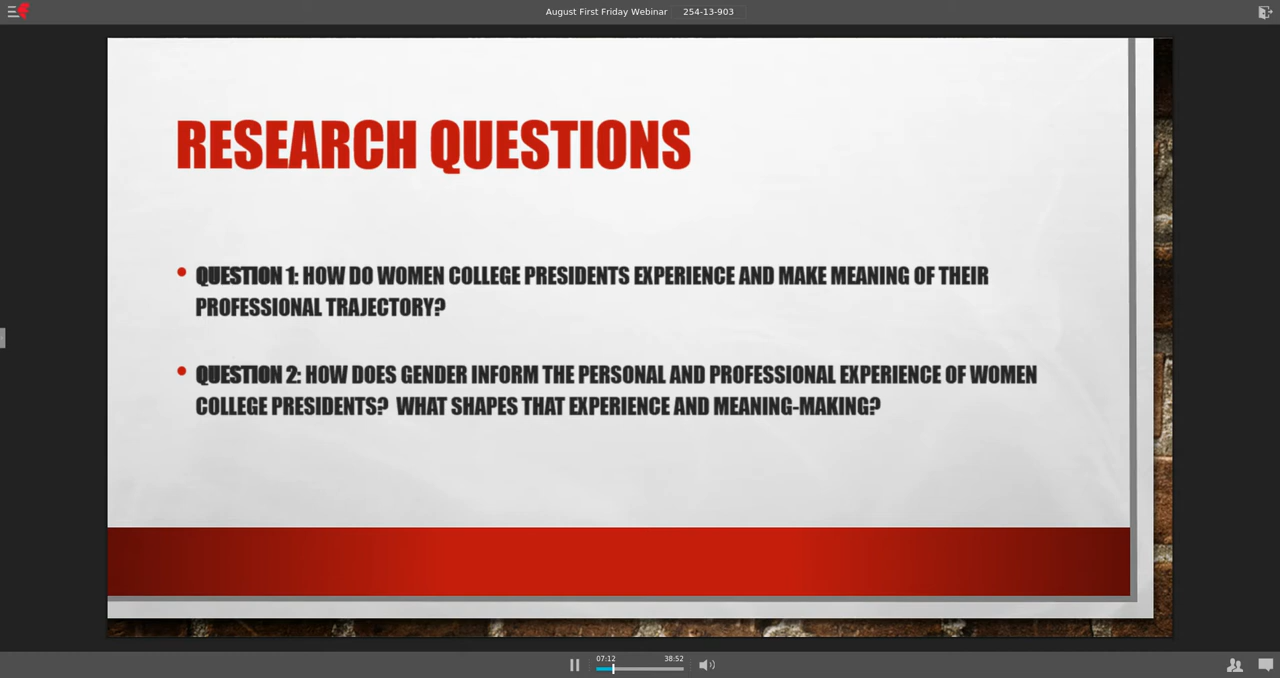 August First Friday Webinar 254-13-903
RESEARCH QUESTIONS
• QUESTION 1: HOW DO WOMEN COLLEGE PRESIDENTS EXPERIENCE AND MAKE MEANING OF THEIR
PROFESSIONAL TRAJECTORY?
• QUESTION 2: HOW DOES GENDER INFORM THE PERSONAL AND PROFESSIONAL EXPERIENCE OF WOMEN
COLLEGE PRESIDENTS? WHAT SHAPES THAT EXPERIENCE AND MEANING-MAKING?
07:12 38:52